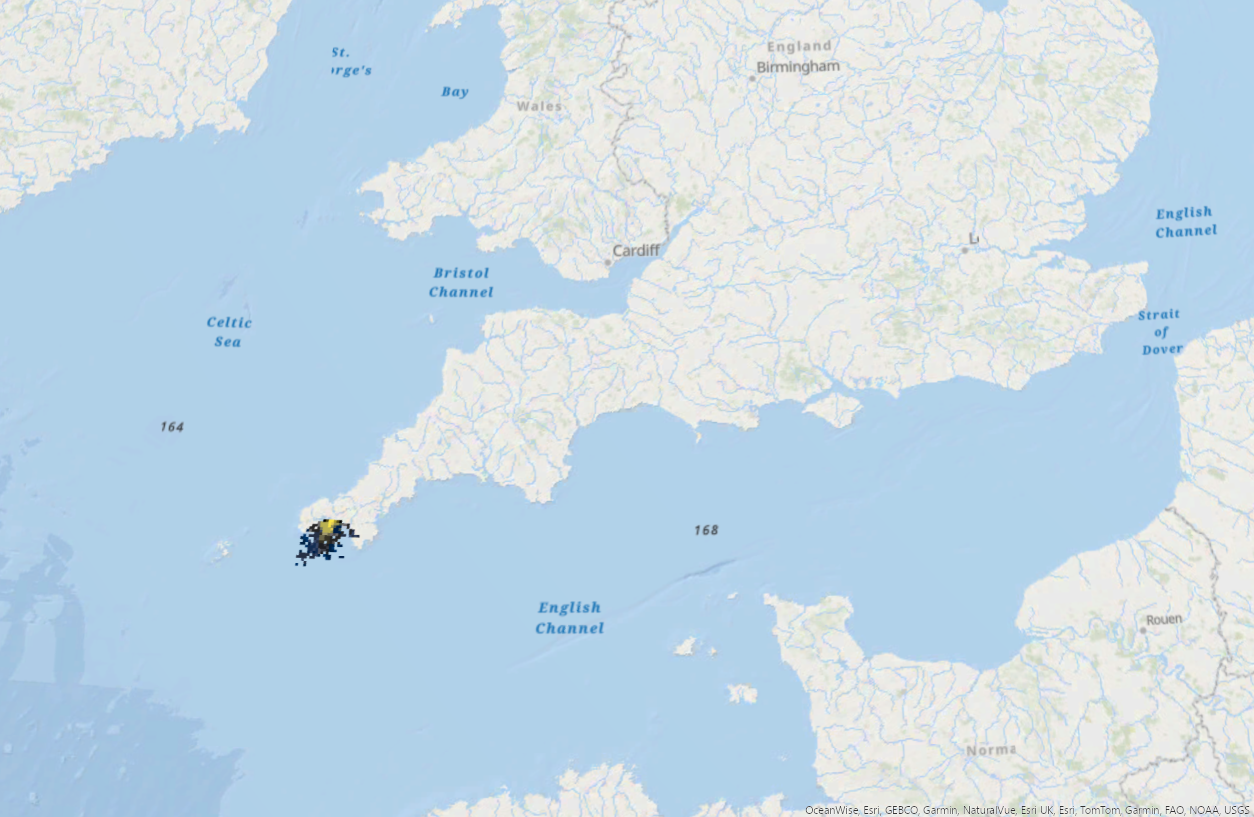 St.
rge's
Bay
England
Birmingham
Wales
English
Channel
Cardiff
Bristol
Channel
Strait
of
Dover
Celtic
Sea
164
168
English
Channel
Rouen
Norma
OceanWise, Esri, GEBCO, Garmin, NaturalVue, Esri UK, Esri, TomTom, Garmin, FAO, NOAA, USGS